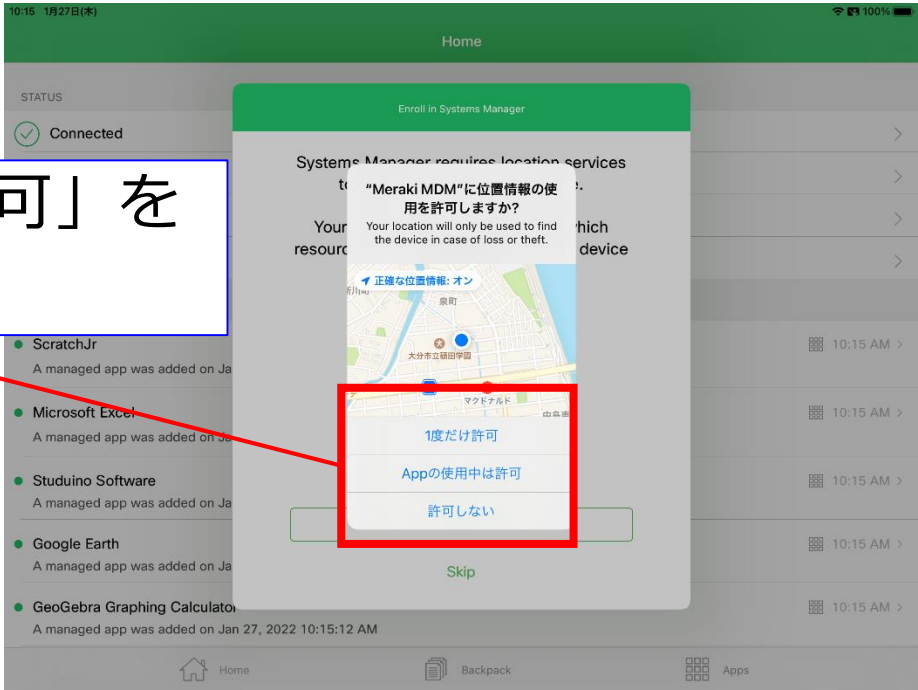 10:15 1月27日(木)
100%
Home
STATUS
Connected
Enroll in Systems Manager
Systems Manager requires location services
可」を
"Meraki MDM"に位置情報の使
用を許可しますか?
Your location will only be used to find
the device in case of loss or theft.
Your
resourc
device
正確な位置情報: オン
泉町
大分市立碩田学園
マクドナルド
1度だけ許可
Appの使用中は許可
許可しない
Skip
ScratchJr
10:15 AM
A managed app was added on Ja
Microsoft Excel
10:15 AM
A managed app was added on Ja
Studuino Software
10:15 AM
A managed app was added on Ja
Google Earth
10:15 AM
A managed app was added on Ja
GeoGebra Graphing Calculator
10:15 AM
A managed app was added on Jan 27, 2022 10:15:12 AM
Home
Backpack
Apps